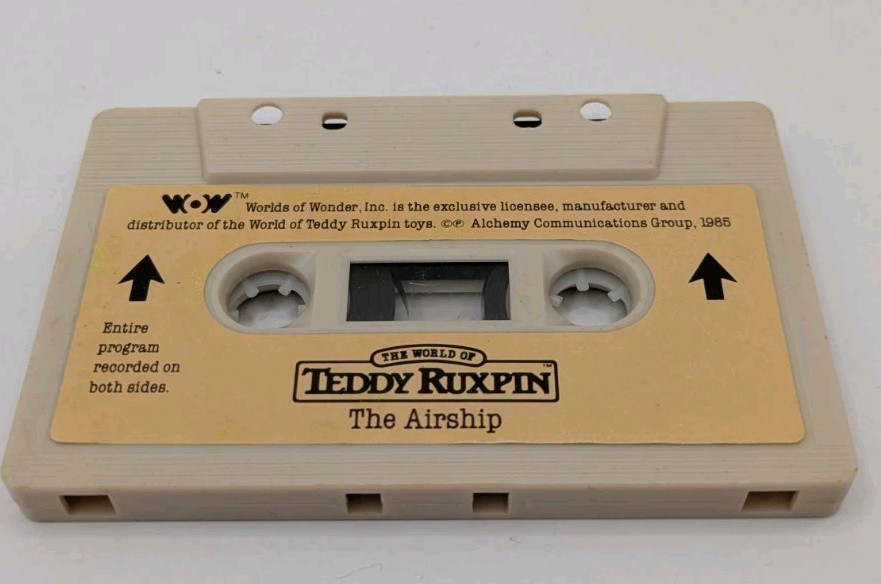 WOW™ Worlds of Wonder, Inc. is the exclusive licensee, manufacturer and
distributor of the World of Teddy Ruxpin toys. ©℗ Alchemy Communications Group, 1985
Entire
program
recorded on
both sides.
THE WORLD OF
TEDDY RUXPIN™
The Airship